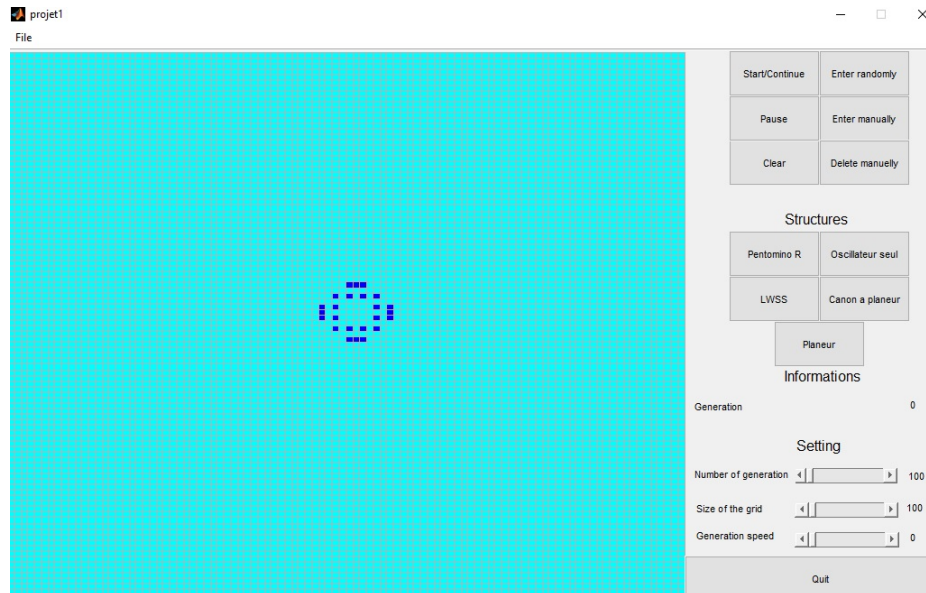 projet1
File
Start/Continue Enter randomly
Pause Enter manually
Clear Delete manuelly
Structures
Pentomino R Oscillateur seul
LWSS Canon a planeur
Planeur
Informations
Generation 0
Setting
Number of generation 100
Size of the grid 100
Generation speed 0
Quit